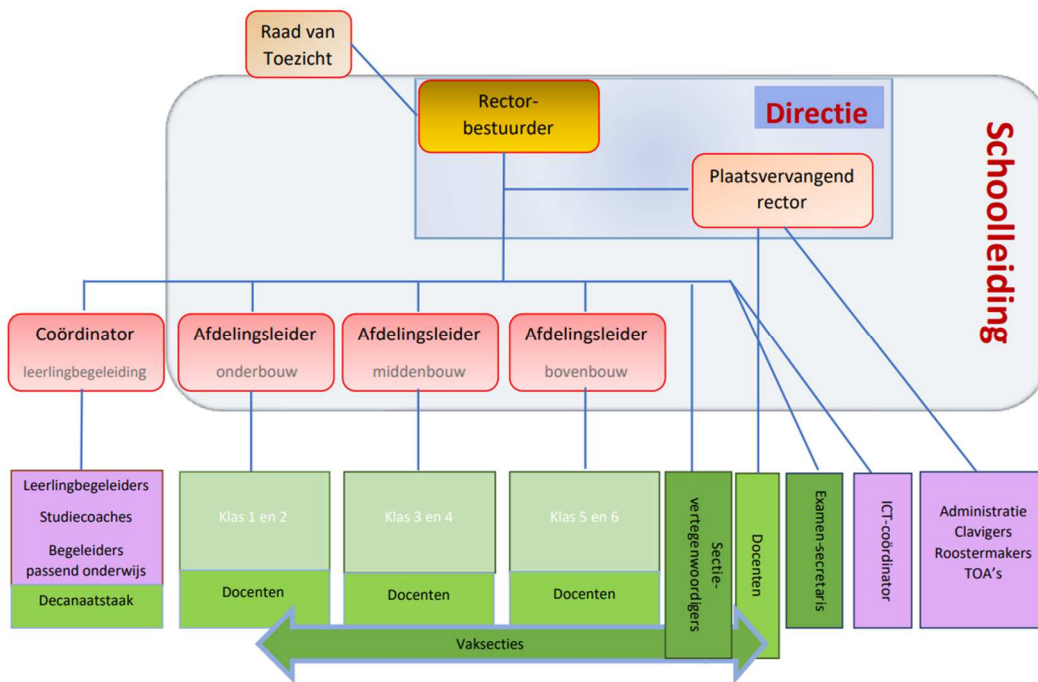 Raad van
Toezicht
Rector-
bestuurder
Directie
Plaatsvervangend
rector
Schoolleiding
Coördinator
leerlingbegeleiding
Afdelingsleider
onderbouw
Afdelingsleider
middenbouw
Afdelingsleider
bovenbouw
Leerlingbegeleiders
Studiecoaches
Begeleiders
passend onderwijs
Decanaatstaak
Klas 1 en 2
Docenten
Klas 3 en 4
Docenten
Klas 5 en 6
Docenten
Sectie-
vertegenwoordigers
Docenten
Examen-secretaris
ICT-coördinator
Administratie
Clavigers
Roostermakers
TOA's
Vaksecties